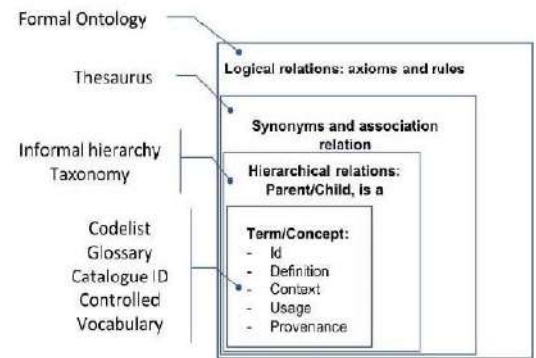 Formal Ontology
Logical relations: axioms and rules
Thesaurus
Synonyms and association
relation
Informal hierarchy
Taxonomy
Hierarchical relations:
Parent/Child, is a
Codelist
Glossary
Catalogue ID
Controlled
Vocabulary
Term/Concept:
- Id
- Definition
- Context
- Usage
- Provenance